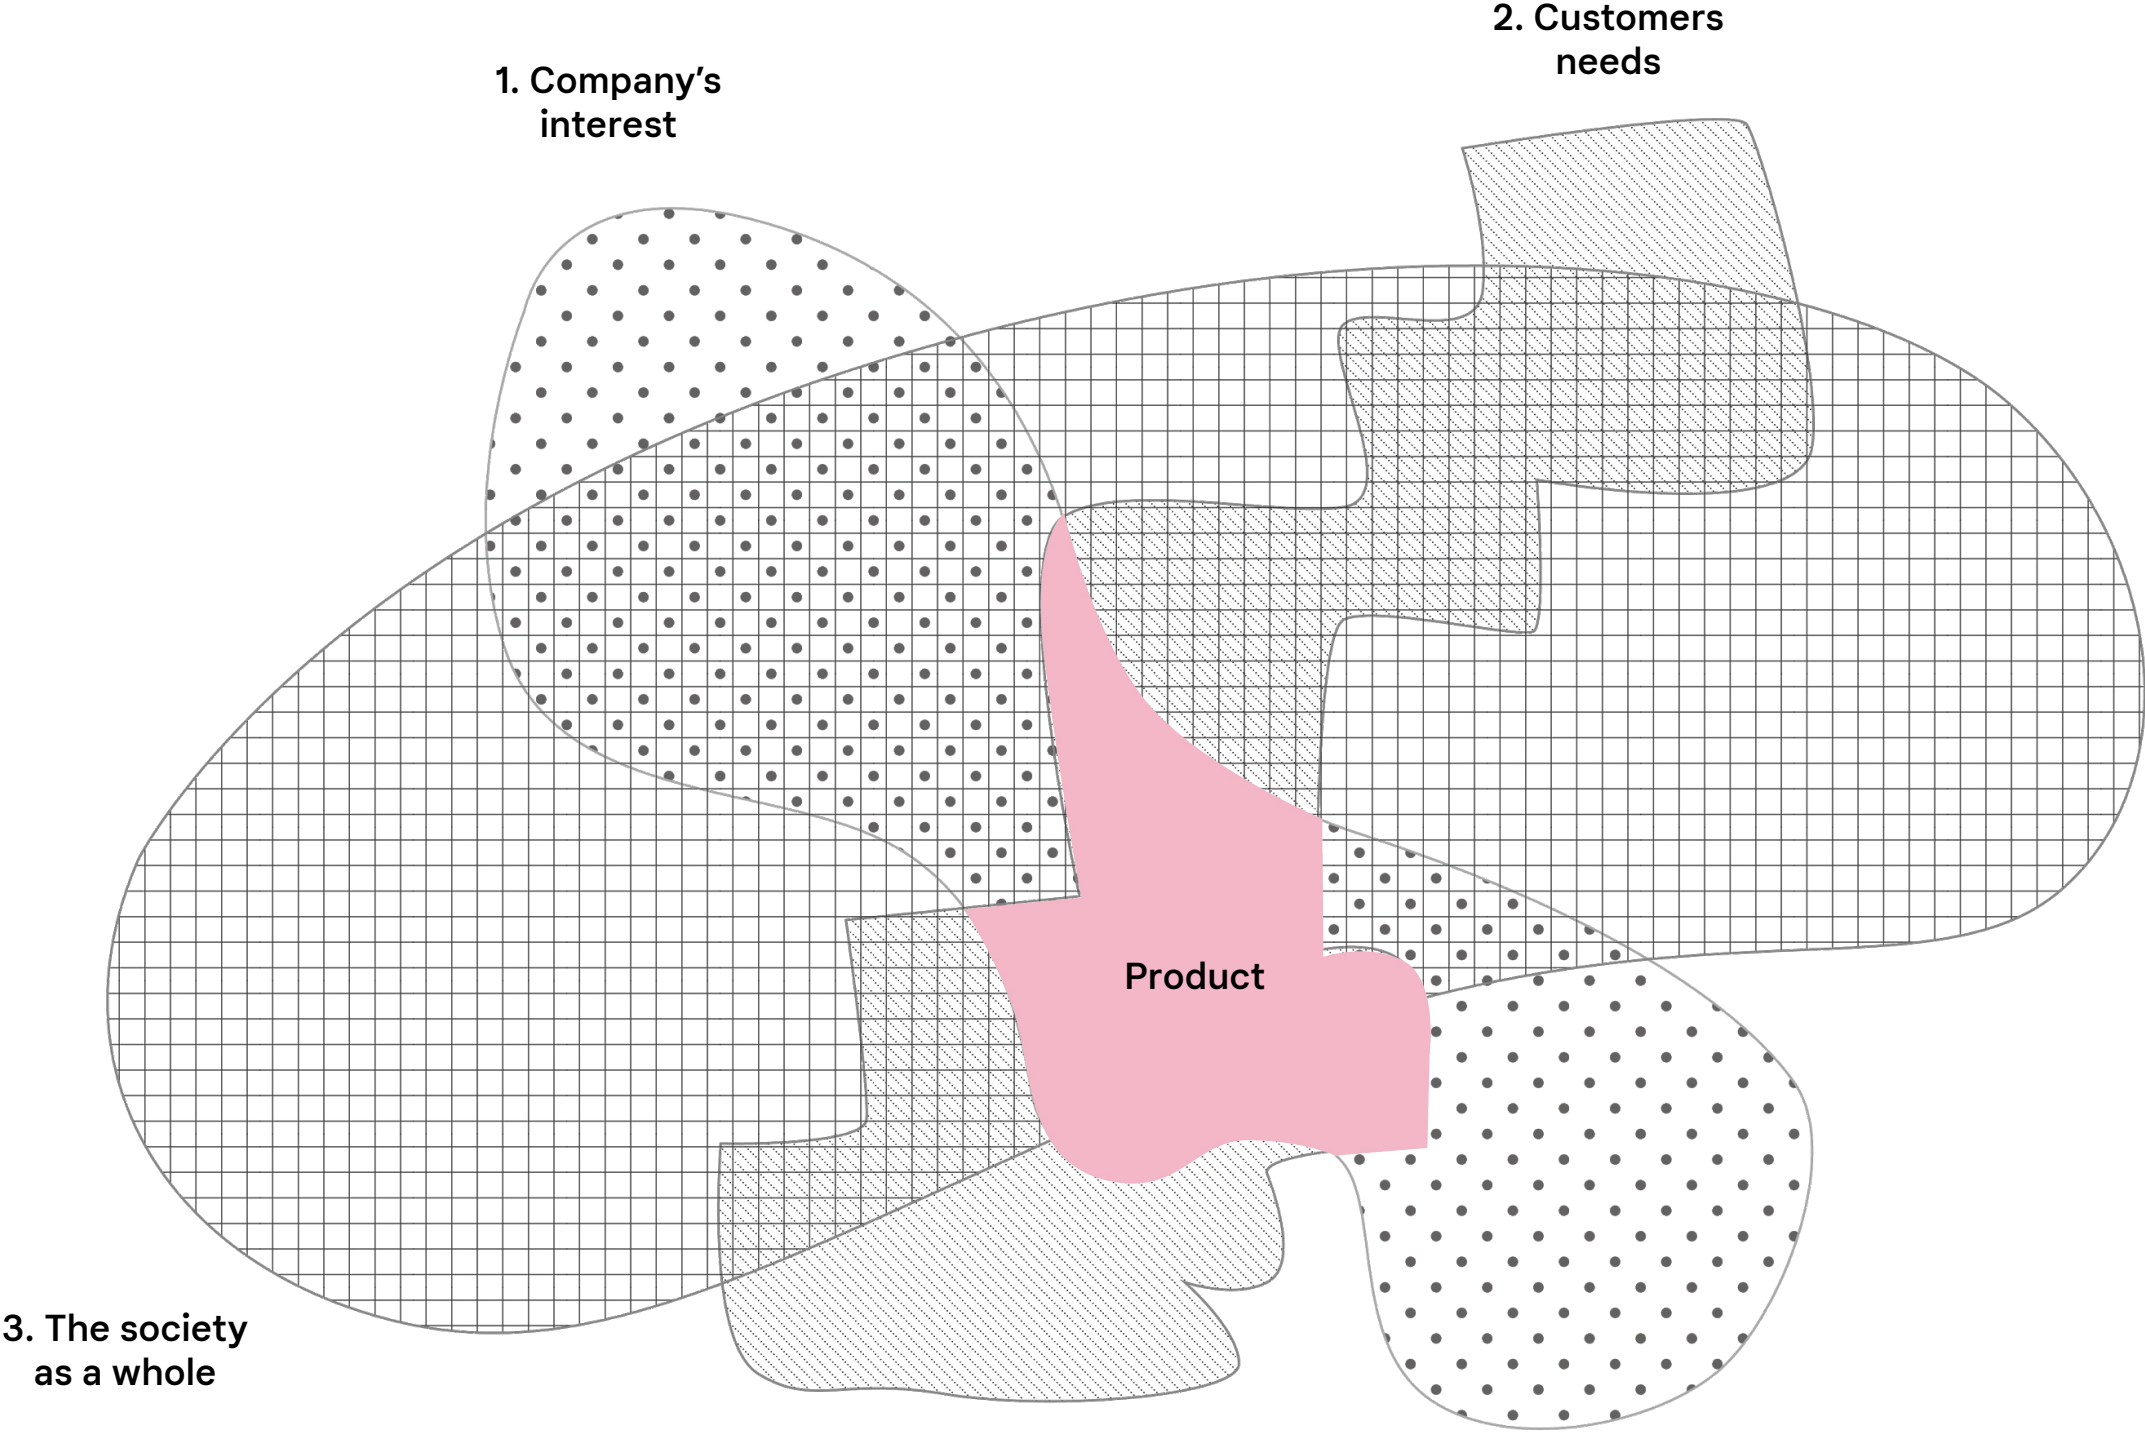 2. Customers
needs
1. Company’s
interest
Product
3. The society
as a whole